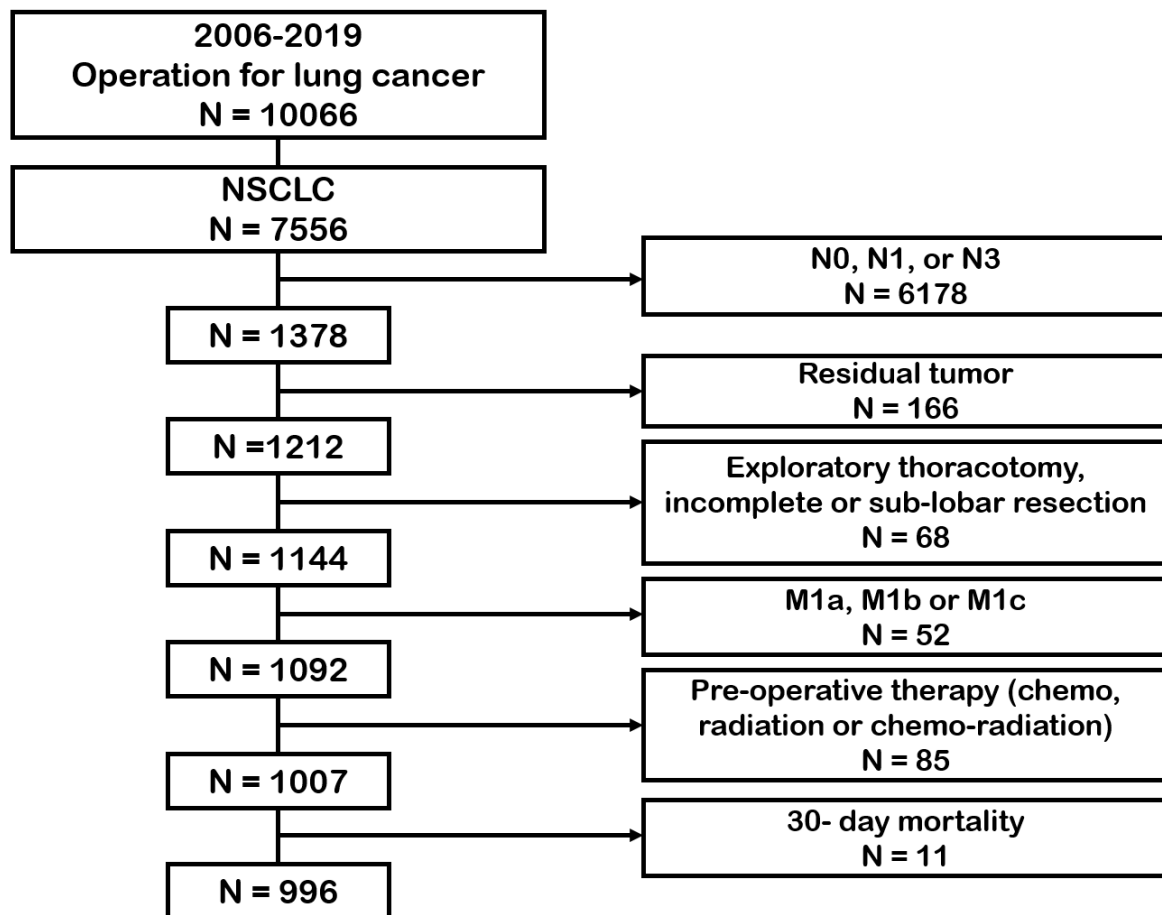 2006-2019
Operation for lung cancer
N = 10066
NSCLC
N = 7556
N0, N1, or N3
N = 6178
N = 1378
Residual tumor
N = 166
N =1212
Exploratory thoracotomy,
incomplete or sub-lobar resection
N = 68
N = 1144
M1a, M1b or M1c
N = 52
N = 1092
Pre-operative therapy (chemo,
radiation or chemo-radiation)
N = 85
N = 1007
30- day mortality
N = 11
N = 996